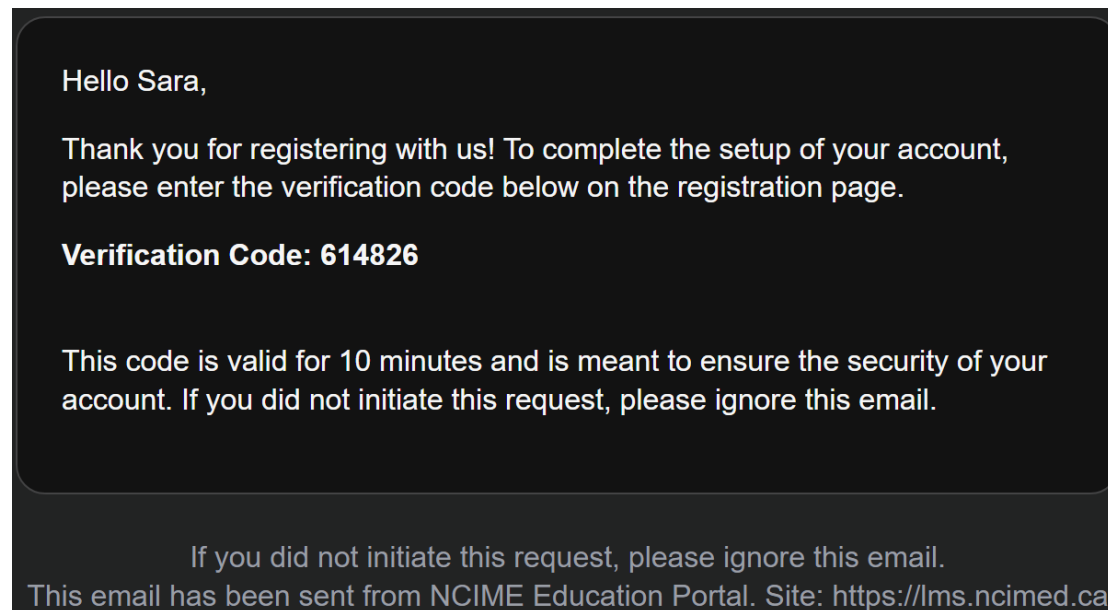 Hello Sara,
Thank you for registering with us! To complete the setup of your account,
please enter the verification code below on the registration page.
Verification Code: 614826
This code is valid for 10 minutes and is meant to ensure the security of your
account. If you did not initiate this request, please ignore this email.
If you did not initiate this request, please ignore this email.
This email has been sent from NCIME Education Portal. Site: https://lms.ncimed.ca